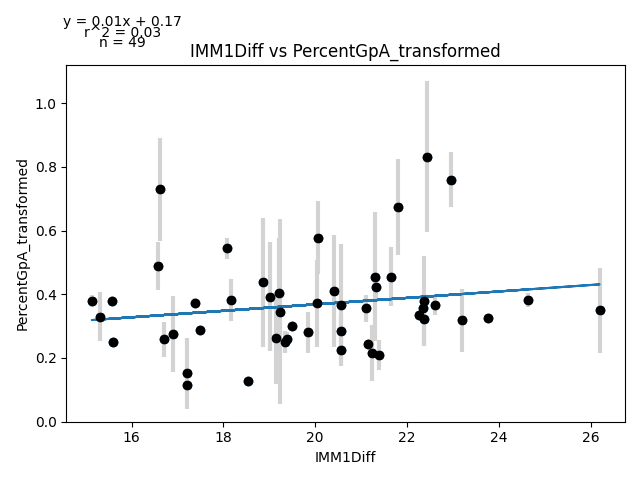 y = 0.01x + 0.17
r^2 = 0.03
n = 49
IMM1Diff vs PercentGpA_transformed
1.0
0.8
0.6
0.4
0.2
0.0
PercentGpA_transformed
16 18 20 22 24 26
IMM1Diff